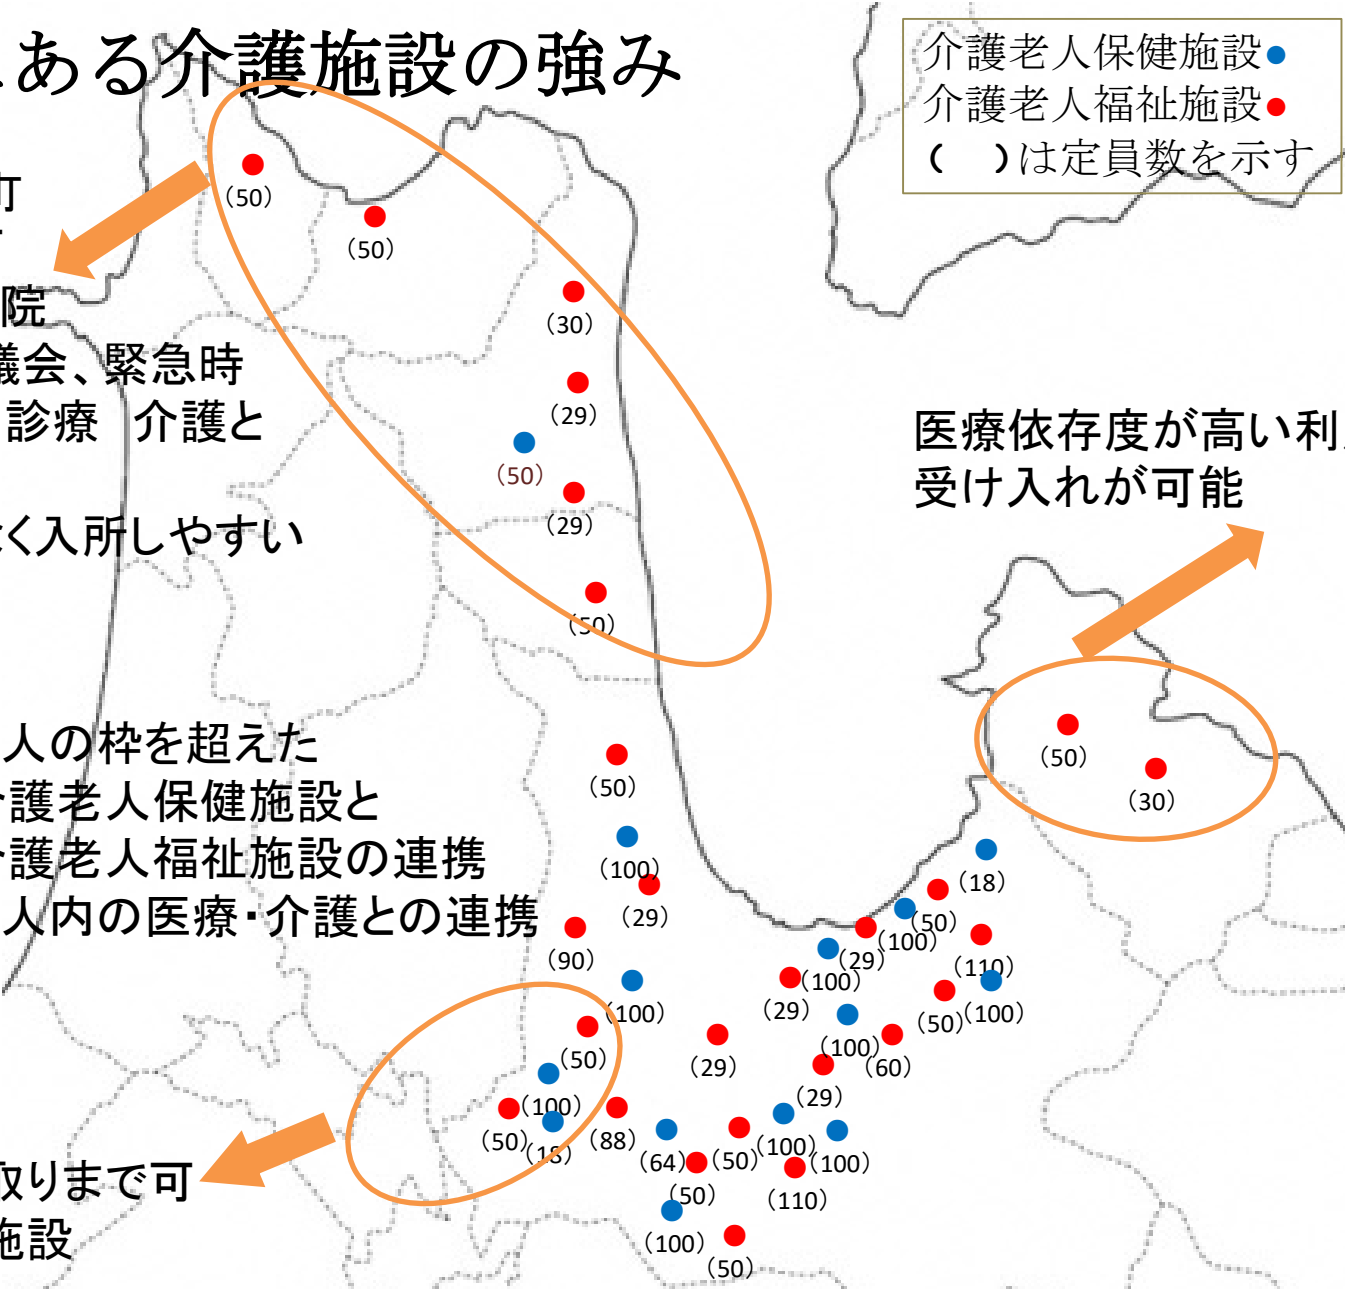 にある介護施設の強み
介護老人保健施設●
介護老人福祉施設●
(　)は定員数を示す
町
院
議会、緊急時
診療　介護と
なく入所しやすい
医療依存度が高い利
受け入れが可能
人の枠を超えた
介護老人保健施設と
介護老人福祉施設の連携
人内の医療・介護との連携
取りまで可
施設
(50)
(50)
(30)
(29)
(50)
(29)
(50)
(50)
(30)
(50)
(100)
(29)
(90)
(100)
(50)
(100)
(50)
(18)
(88)
(64)
(50)
(100)
(50)
(50)
(29)
(100)
(100)
(110)
(29)
(60)
(100)
(29)
(100)
(29)
(100)
(50)
(18)
(110)
(50)
(100)